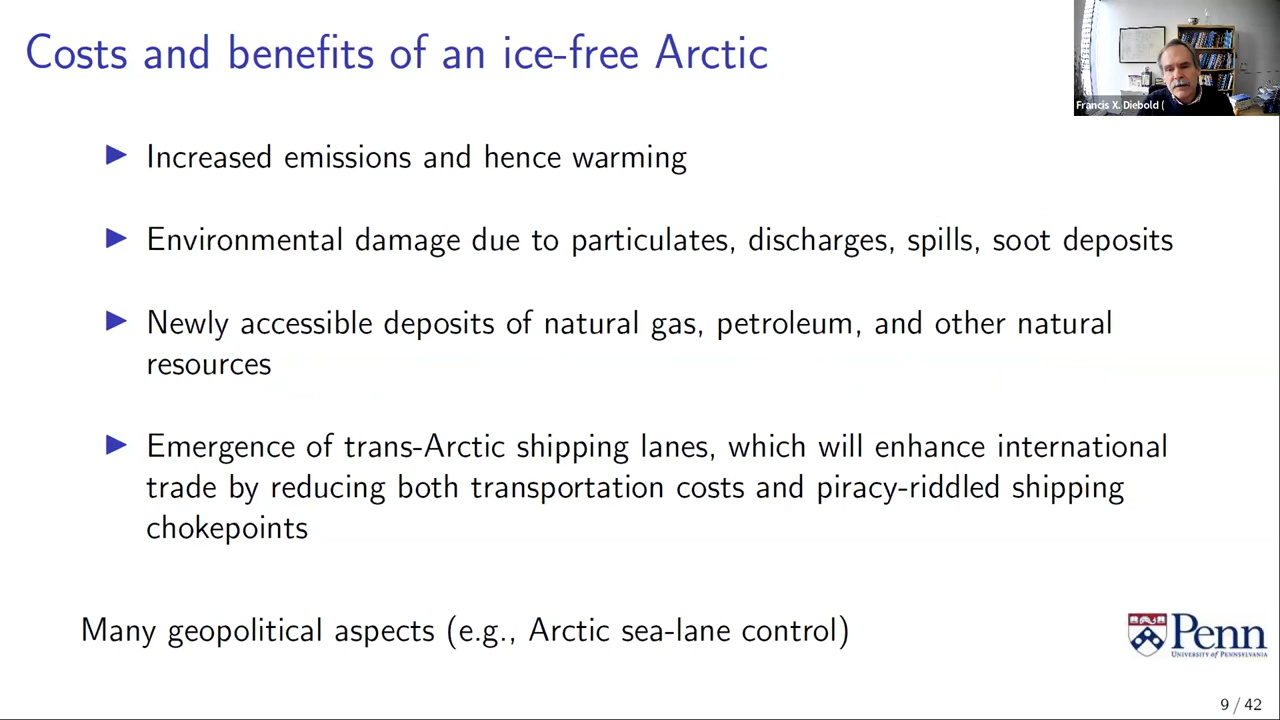 Costs and benefits of an ice-free Arctic
Francis X. Diebold (
Increased emissions and hence warming
Environmental damage due to particulates, discharges, spills, soot deposits
Newly accessible deposits of natural gas, petroleum, and other natural
resources
Emergence of trans-Arctic shipping lanes, which will enhance international
trade by reducing both transportation costs and piracy-riddled shipping
chokepoints
Many geopolitical aspects (e.g., Arctic sea-lane control)
Penn
UNIVERSITY of PENNSYLVANIA
9 / 42